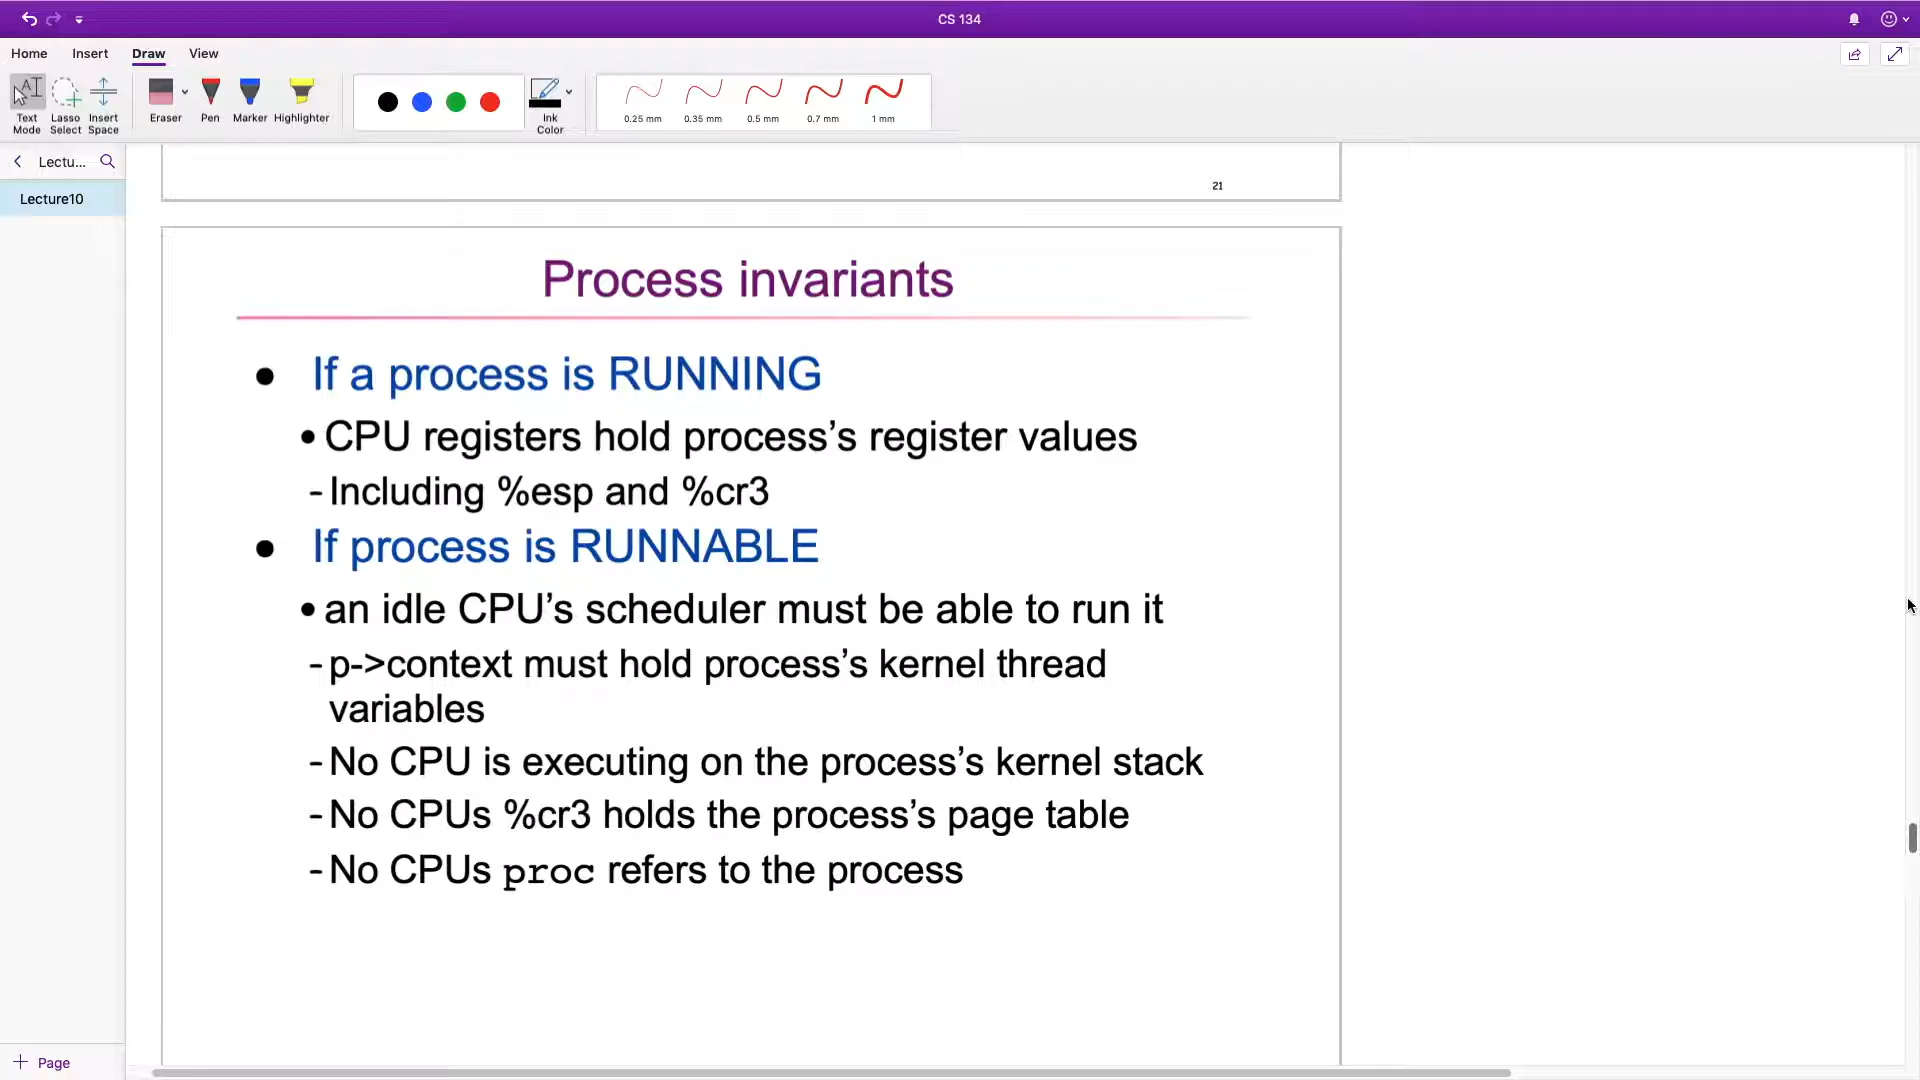 CS 134
Home Insert Draw View
Text Mode
Lasso Select
Insert Space
Eraser
Pen
Marker
Highlighter
Ink Color
0.25 mm
0.35 mm
0.5 mm
0.7 mm
1 mm
Lectu...
Lecture10
21
Process invariants
• If a process is RUNNING
• CPU registers hold process’s register values
- Including %esp and %cr3
• If process is RUNNABLE
• an idle CPU’s scheduler must be able to run it
- p->context must hold process’s kernel thread
variables
- No CPU is executing on the process’s kernel stack
- No CPUs %cr3 holds the process’s page table
- No CPUs proc refers to the process
+ Page